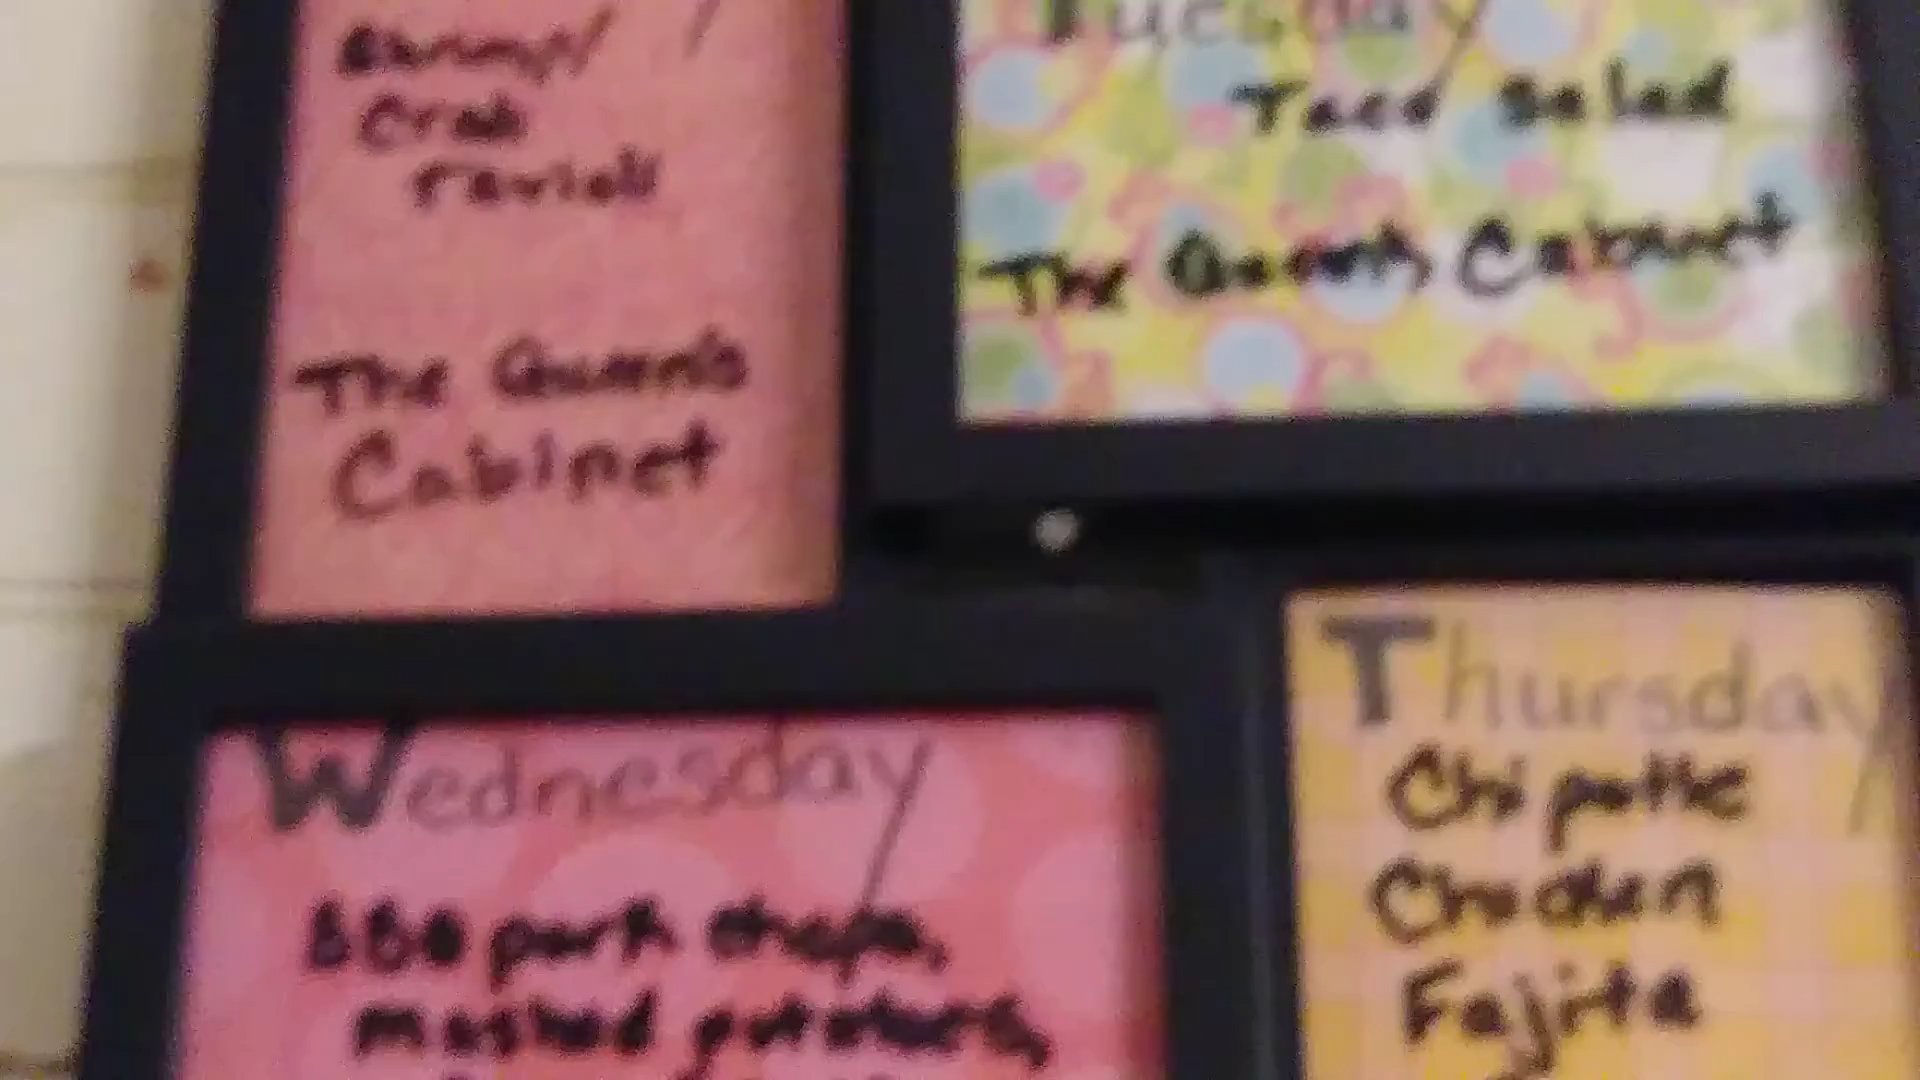 Shrimp/
Crab
ravioli
The Queen's
Cabinet
Tuesday
Taco Salad
The Queen's Cabinet
Wednesday
BBQ pork chops,
mashed potatoes,
Thursday
Chipotle
Chicken
Fajita